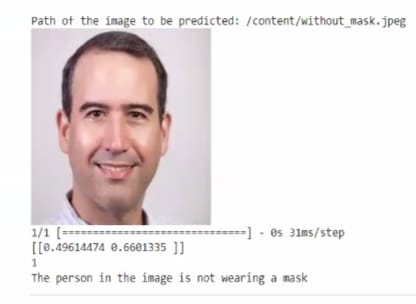 Path of the image to be predicted: /content/without_mask.jpeg
1/1 [==============================] - 0s 31ms/step
[[0.49614474 0.6601335 ]]
1
The person in the image is not wearing a mask